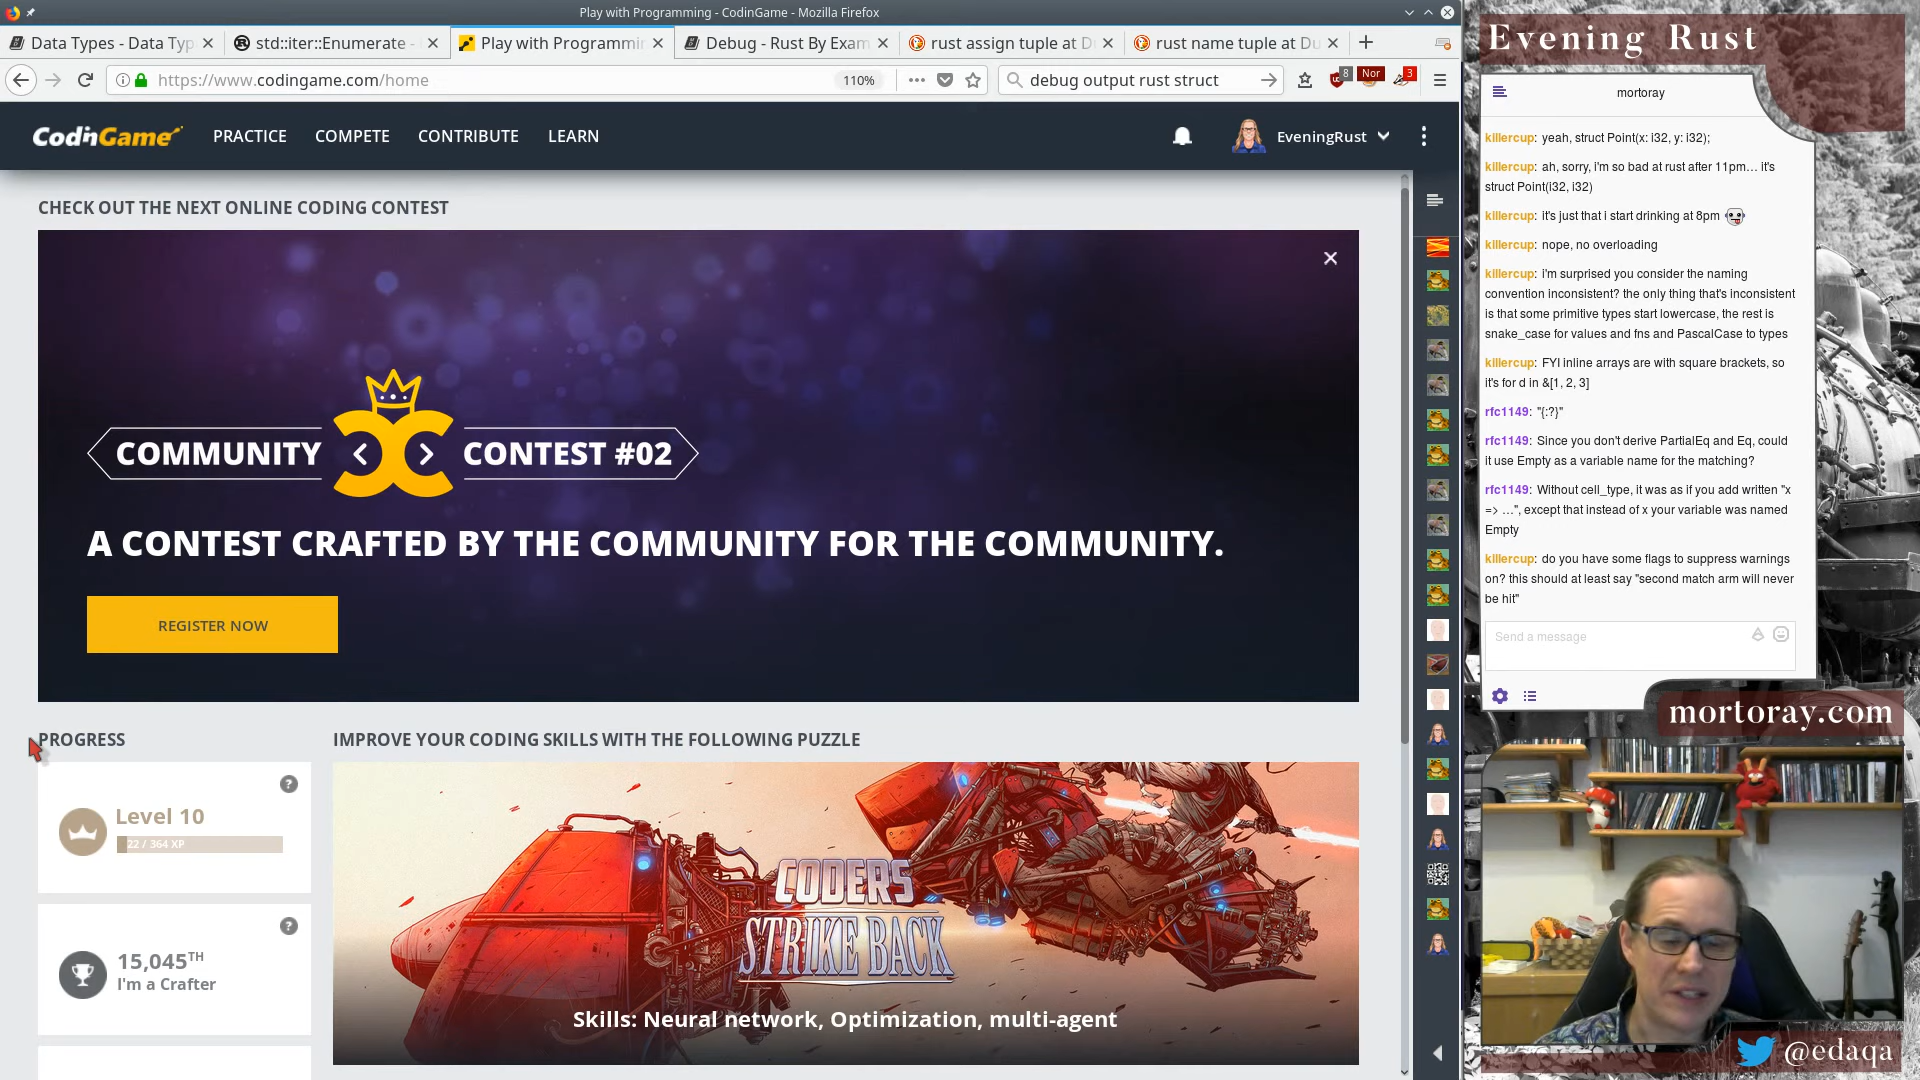 Play with Programming - CodinGame - Mozilla Firefox
Data Types - Data Typ
std::iter::Enumerate -
Play with Programmin
Debug - Rust By Exam
rust assign tuple at D
rust name tuple at Du
https://www.codingame.com/home
110%
debug output rust struct
8
Nor
3
CodinGame
PRACTICE
COMPETE
CONTRIBUTE
LEARN
EveningRust
CHECK OUT THE NEXT ONLINE CODING CONTEST
COMMUNITY CONTEST #02
A CONTEST CRAFTED BY THE COMMUNITY FOR THE COMMUNITY.
REGISTER NOW
PROGRESS
Level 10
22 / 364 XP
15,045TH
I'm a Crafter
IMPROVE YOUR CODING SKILLS WITH THE FOLLOWING PUZZLE
CODERS
STRIKE BACK
Skills: Neural network, Optimization, multi-agent
Evening Rust
mortoray
killercup: yeah, struct Point(x: i32, y: i32);
killercup: ah, sorry, i'm so bad at rust after 11pm… it's
struct Point(i32, i32)
killercup: it's just that i start drinking at 8pm
killercup: nope, no overloading
killercup: i'm surprised you consider the naming
convention inconsistent? the only thing that's inconsistent
is that some primitive types start lowercase, the rest is
snake_case for values and fns and PascalCase to types
killercup: FYI inline arrays are with square brackets, so
it's for d in &[1, 2, 3]
rfc1149: "{:?}"
rfc1149: Since you don't derive PartialEq and Eq, could
it use Empty as a variable name for the matching?
rfc1149: Without cell_type, it was as if you add written "x
=> …", except that instead of x your variable was named
Empty
killercup: do you have some flags to suppress warnings
on? this should at least say "second match arm will never
be hit"
Send a message
mortoray.com
@edaqa